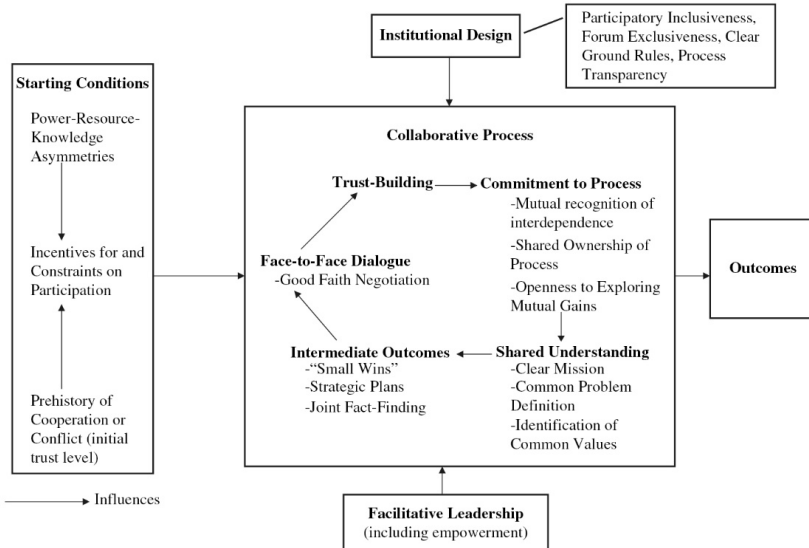 Institutional Design
Participatory Inclusiveness,
Forum Exclusiveness, Clear
Ground Rules, Process
Transparency
Starting Conditions
Power-Resource-
Knowledge
Asymmetries
Incentives for and
Constraints on
Participation
Prehistory of
Cooperation or
Conflict (initial
trust level)
Influences
Collaborative Process
Trust-Building
Commitment to Process
-Mutual recognition of
interdependence
-Shared Ownership of
Process
-Openness to Exploring
Mutual Gains
Face-to-Face Dialogue
-Good Faith Negotiation
Intermediate Outcomes
-“Small Wins”
-Strategic Plans
-Joint Fact-Finding
Shared Understanding
-Clear Mission
-Common Problem
Definition
-Identification of
Common Values
Outcomes
Facilitative Leadership
(including empowerment)